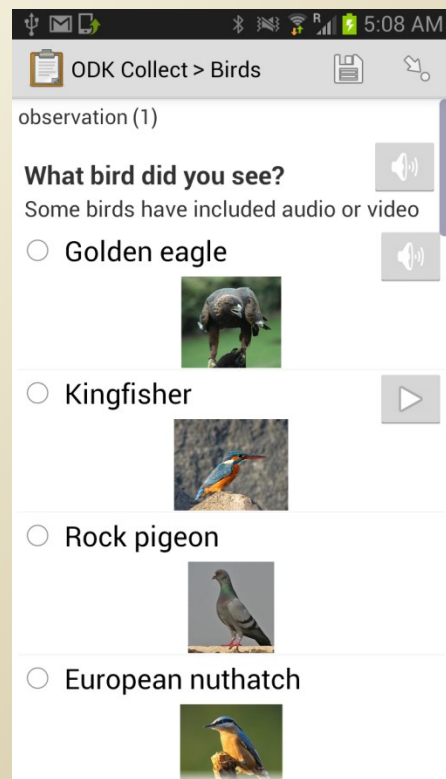 R 5:08 AM
ODK Collect > Birds
observation (1)
What bird did you see?
Some birds have included audio or video
Golden eagle
Kingfisher
Rock pigeon
European nuthatch